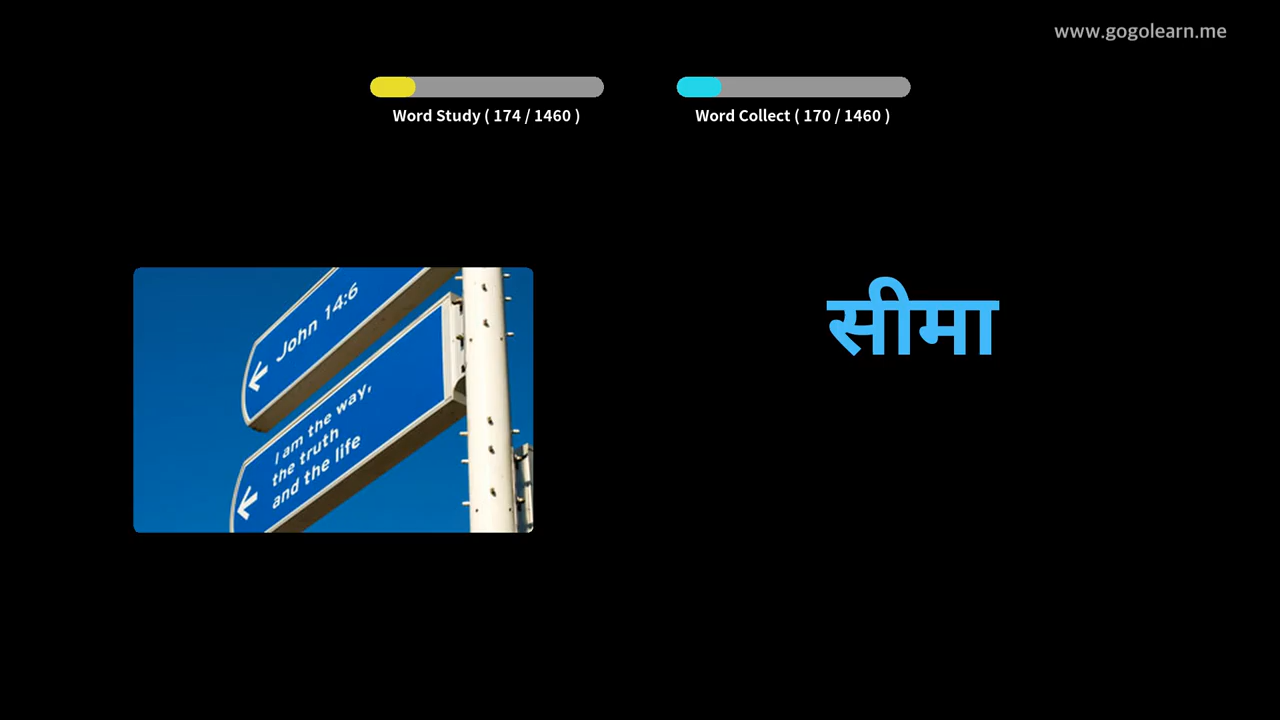 www.gogolearn.me
Word Study ( 174 / 1460 )
Word Collect ( 170 / 1460 )
John 14:6
I am the way,
the truth
and the life
सीमा